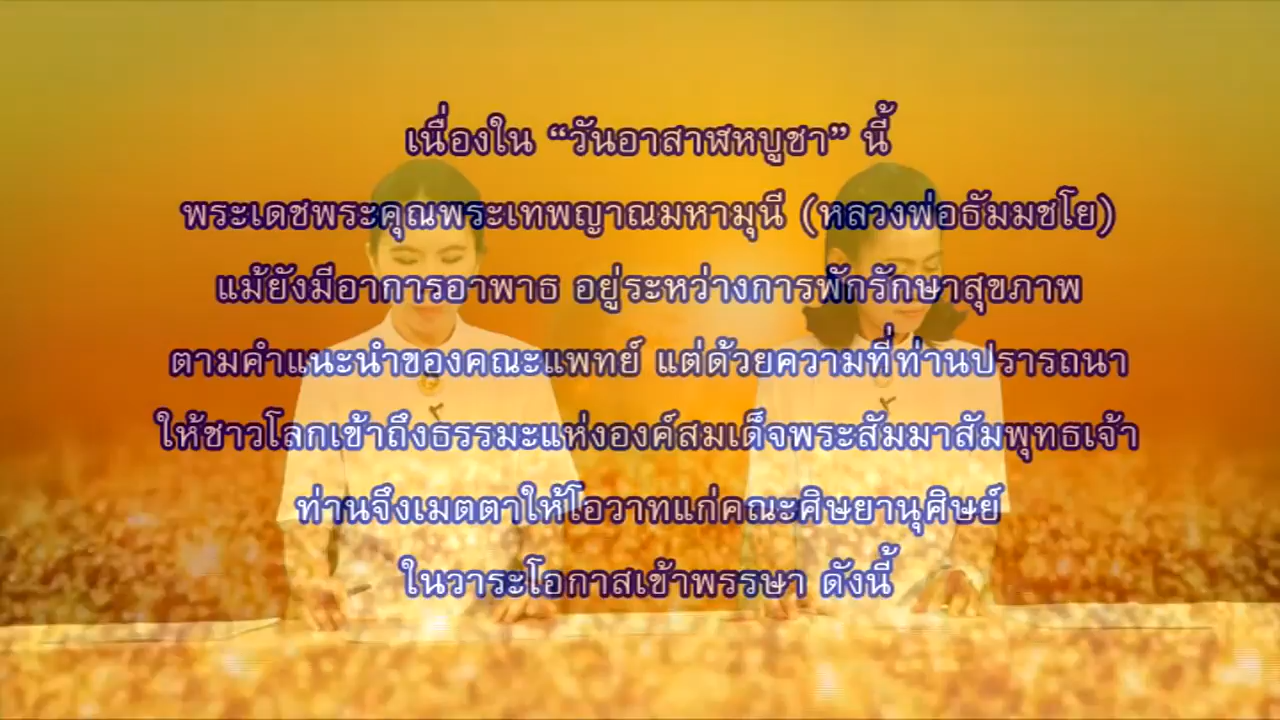 เนื่องใน “วันอาสาฬหบูชา” นี้
พระเดชพระคุณพระเทพญาณมหามุนี (หลวงพ่อธัมมชโย)
แม้ยังมีอาการอาพาธ อยู่ระหว่างการพักรักษาสุขภาพ
ตามคำแนะนำของคณะแพทย์ แต่ด้วยความที่ท่านปรารถนา
ให้ชาวโลกเข้าถึงธรรมะแห่งองค์สมเด็จพระสัมมาสัมพุทธเจ้า
ท่านจึงเมตตาให้โอวาทแก่คณะศิษยานุศิษย์
ในวาระโอกาสเข้าพรรษา ดังนี้